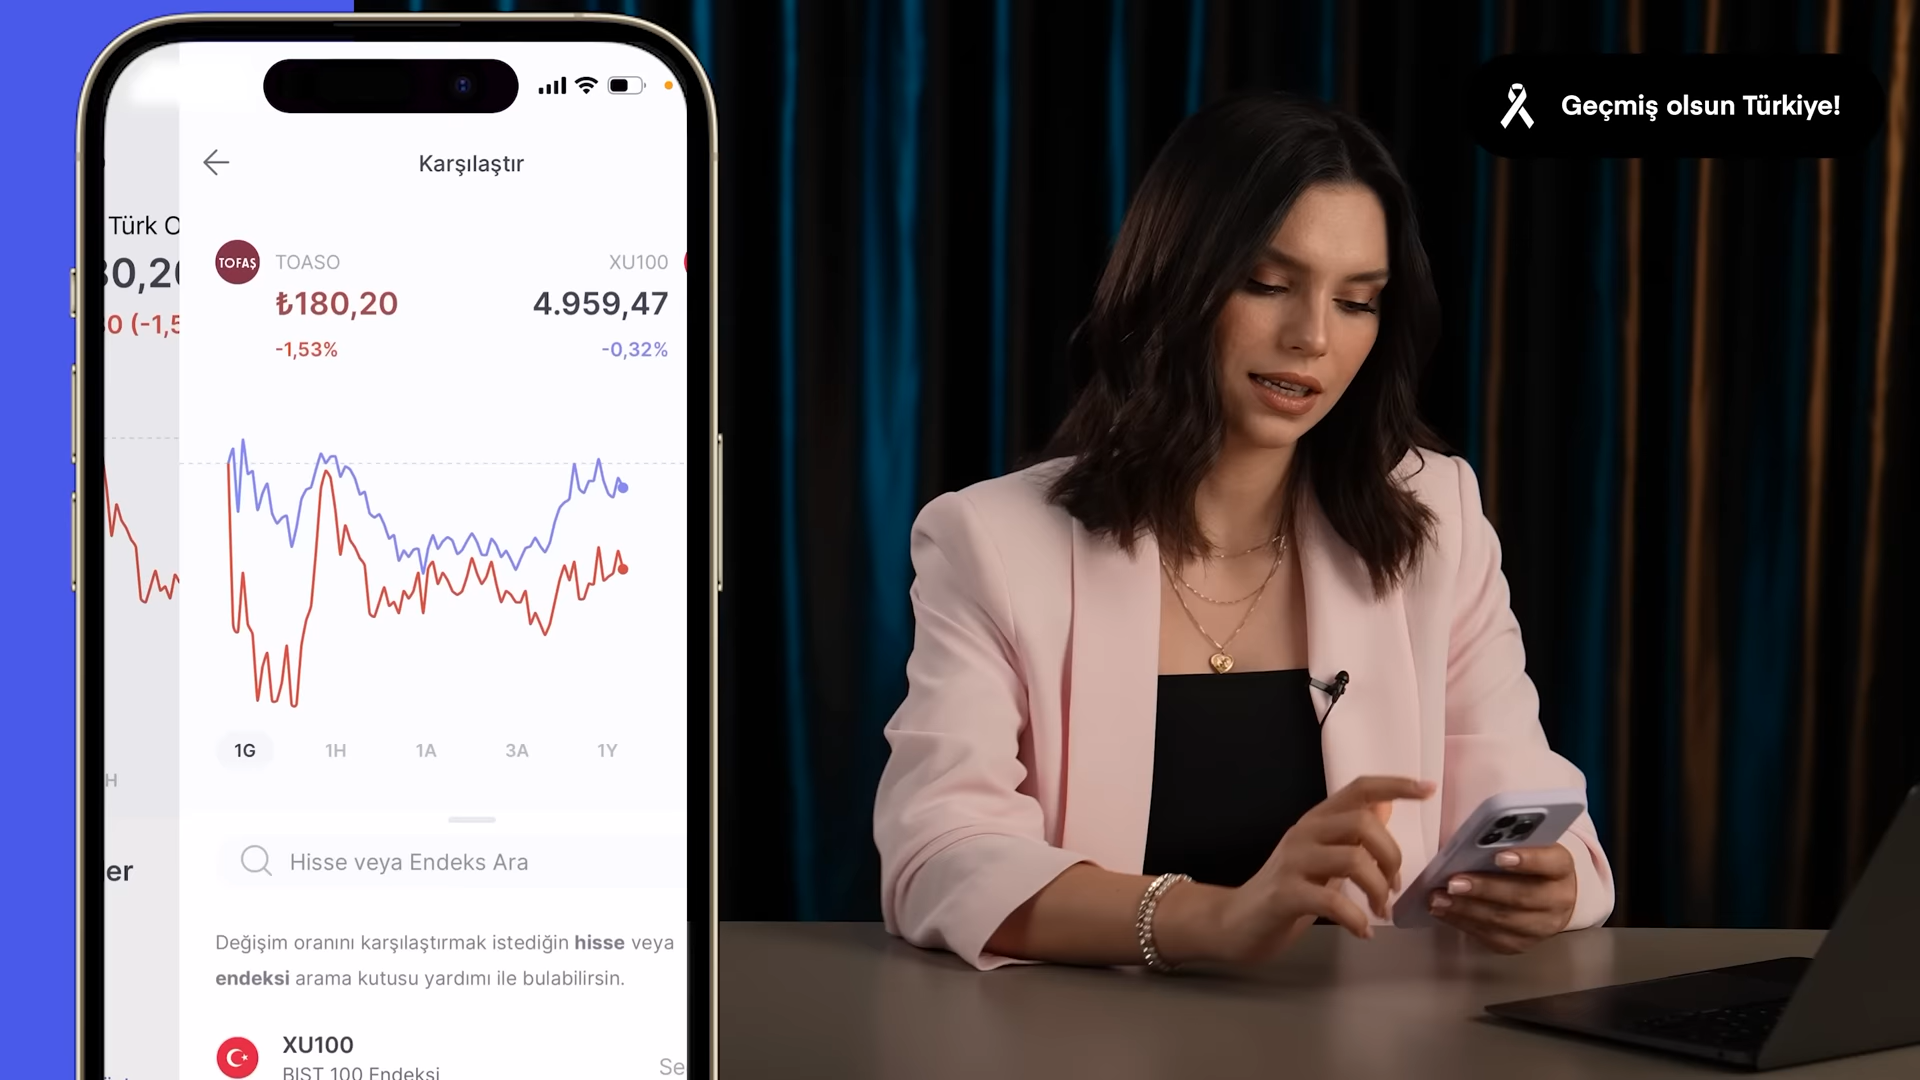 Geçmiş olsun Türkiye!
Karşılaştır
Türk
TOFAŞ
TOASO
XU100
₺180,20
4.959,47
-1,53%
-0,32%
1G
1H
1A
3A
1Y
H
Hisse veya Endeks Ara
er
Değişim oranını karşılaştırmak istediğin hisse veya
endeksi arama kutusu yardımı ile bulabilirsin.
XU100
BIST 100 Endeksi